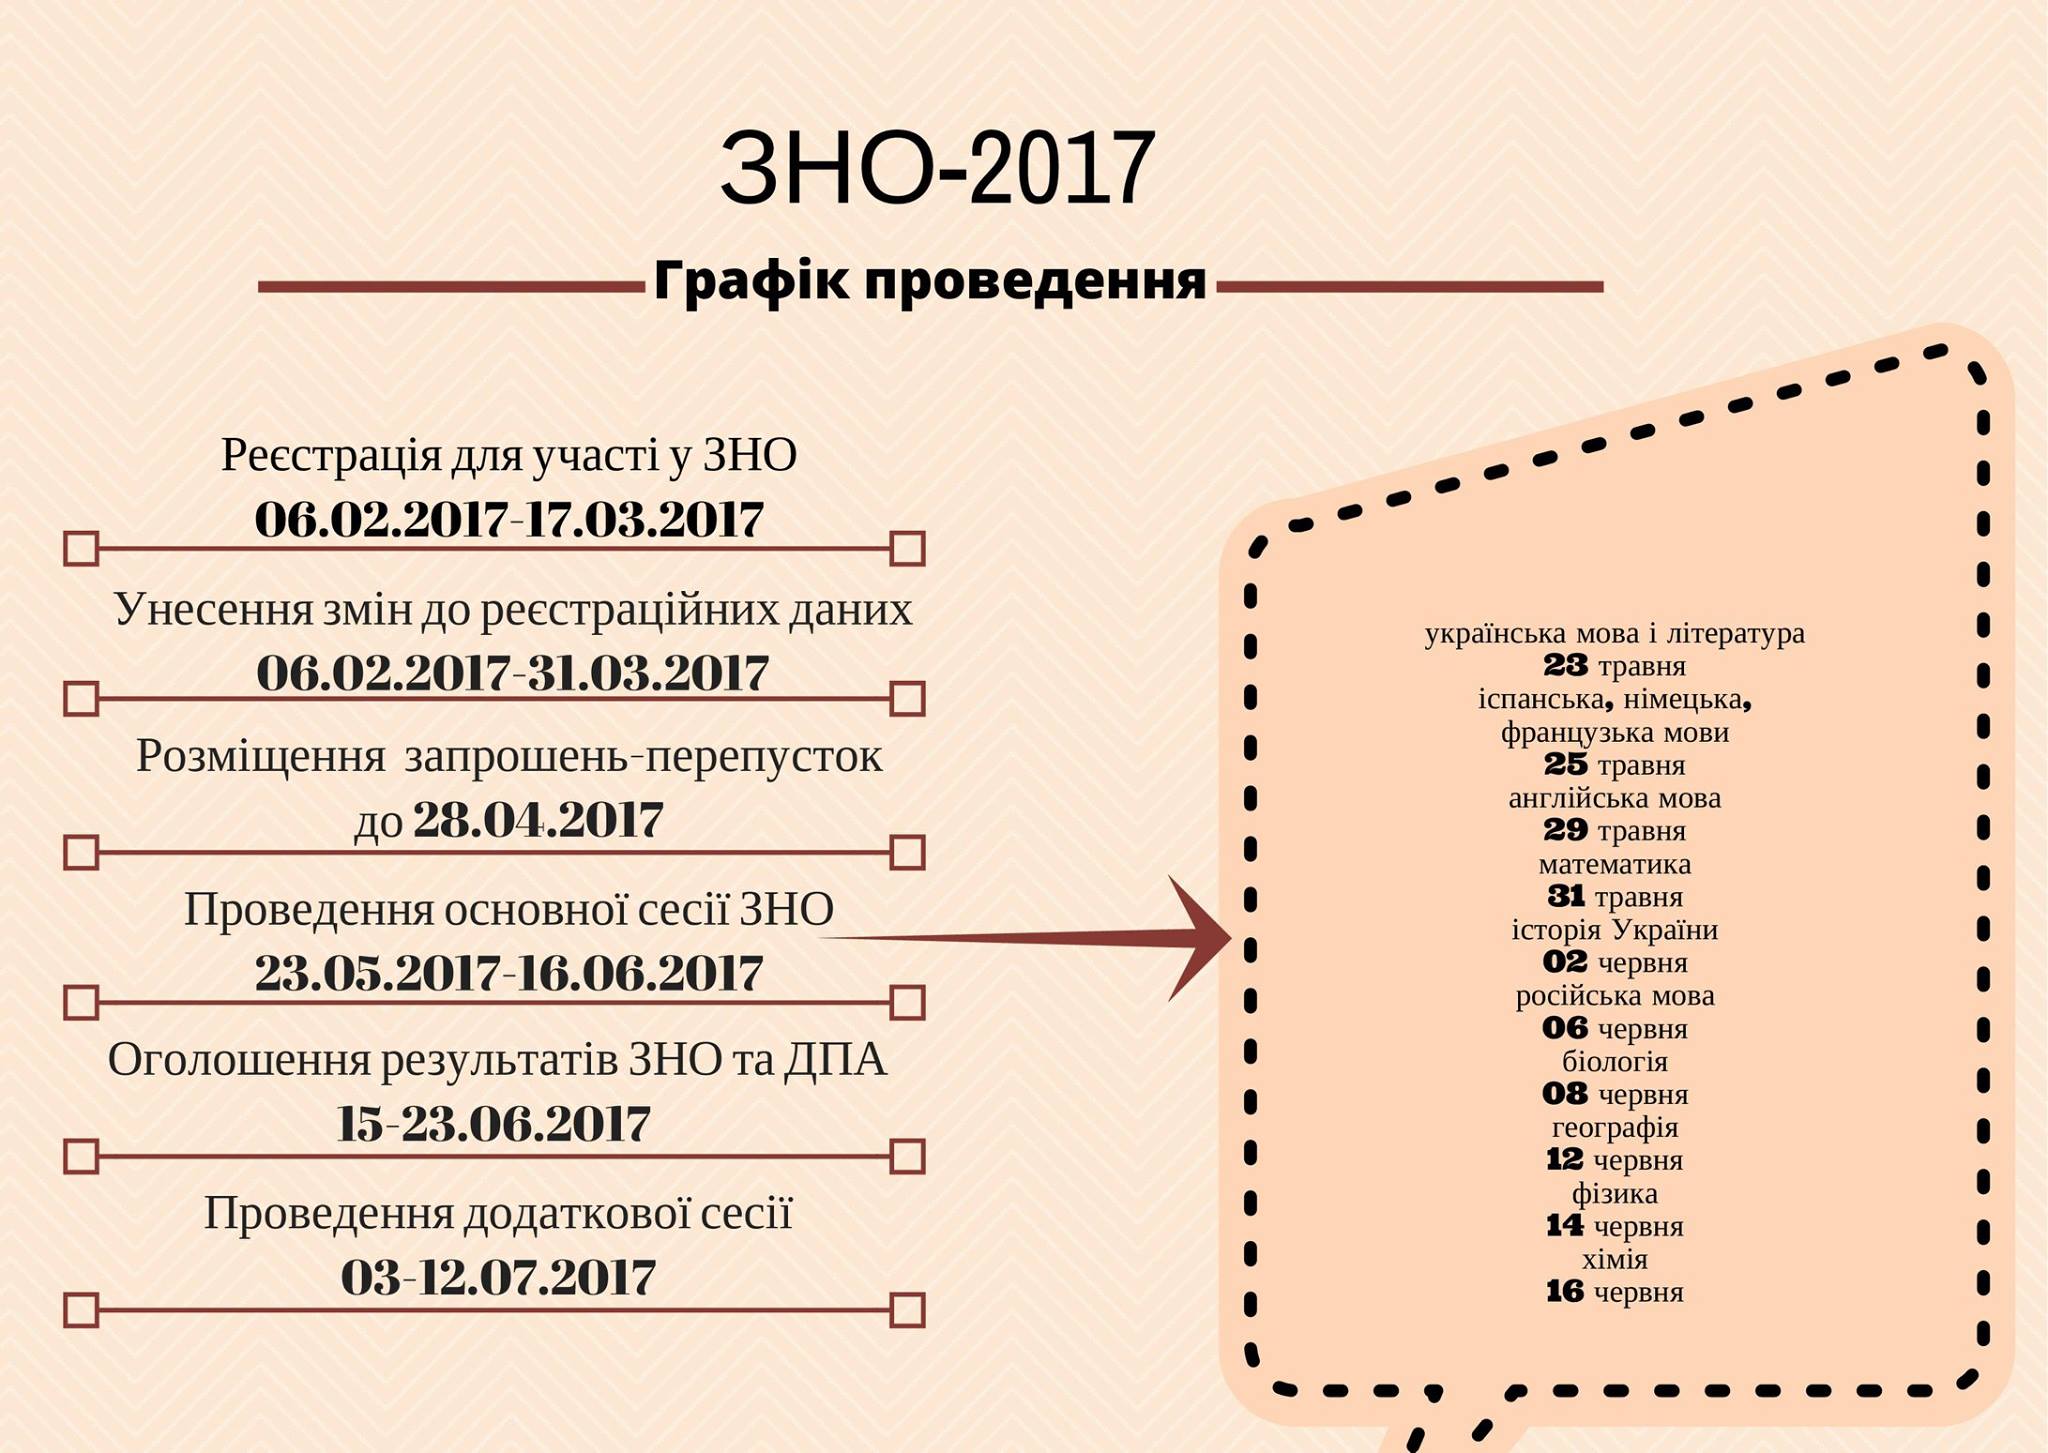 ЗНО-2017
Графік проведення
Реєстрація для участі у ЗНО
06.02.2017-17.03.2017
Унесення змін до реєстраційних даних
06.02.2017-31.03.2017
Розміщення запрошень-перепусток
до 28.04.2017
Проведення основної сесії ЗНО
23.05.2017-16.06.2017
Оголошення результатів ЗНО та ДПА
15-23.06.2017
Проведення додаткової сесії
03-12.07.2017
українська мова і література
23 травня
іспанська, німецька,
французька мови
25 травня
англійська мова
29 травня
математика
31 травня
історія України
02 червня
російська мова
06 червня
біологія
08 червня
географія
12 червня
фізика
14 червня
хімія
16 червня